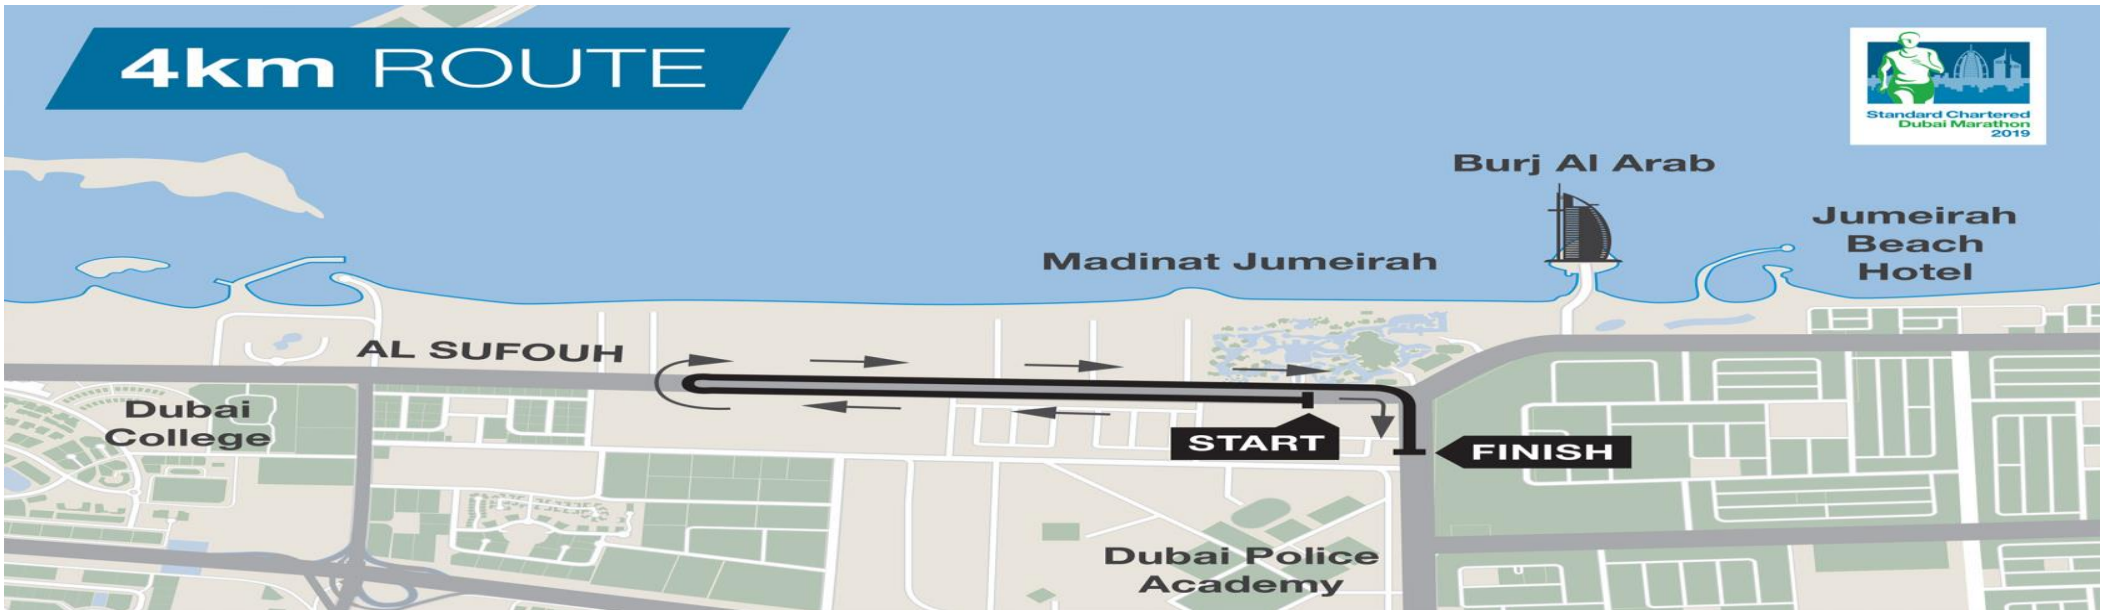 4km ROUTE
Standard Chartered
Dubai Marathon
2019
Burj Al Arab
Jumeirah
Beach
Hotel
Madinat Jumeirah
AL SUFOUH
Dubai
College
START
FINISH
Dubai Police
Academy